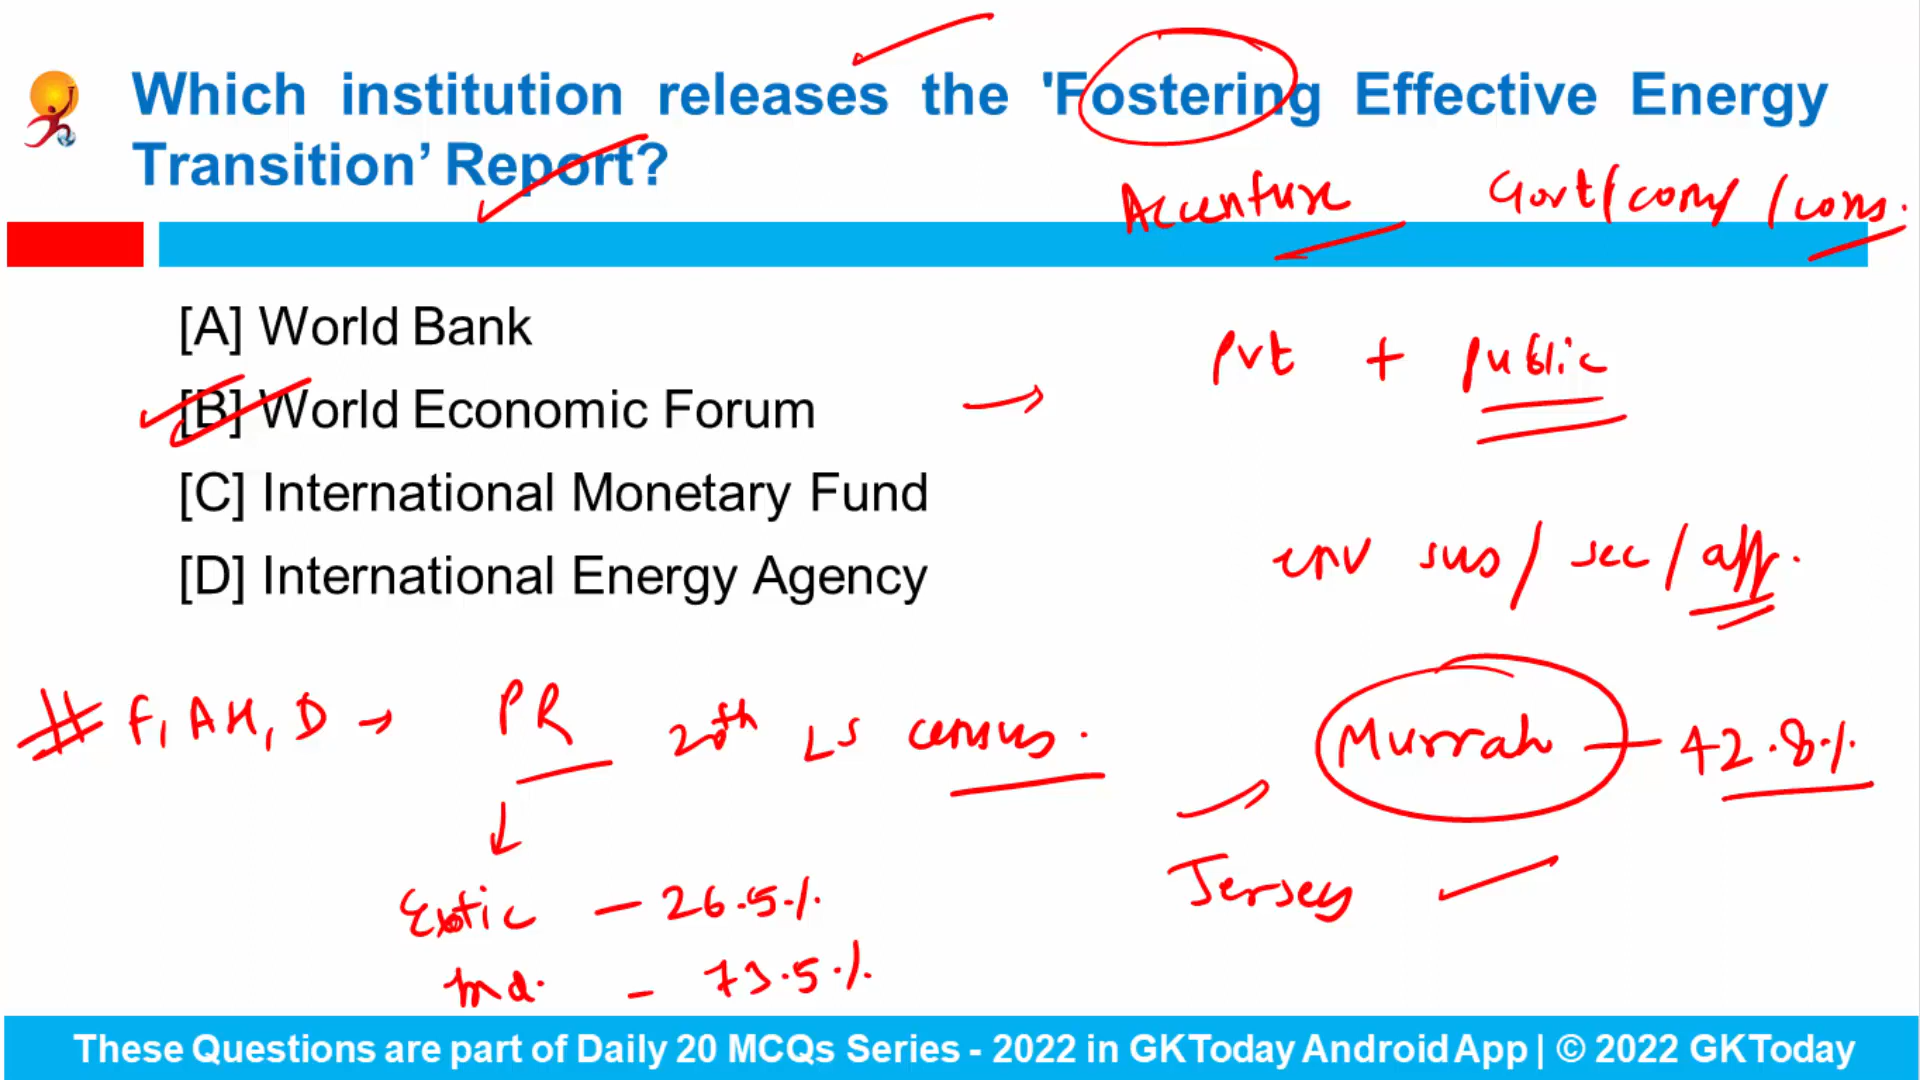 Which institution releases the 'Fostering Effective Energy
Transition’ Report?
Accenture Govt/com/cons.
[A] World Bank
[B] World Economic Forum
Pvt + public
[C] International Monetary Fund
[D] International Energy Agency
env sus/sec/aff.
# F, AH, D → PR 20th LS census.
Murrah - 42.8%
Jersey
Exotic - 26.5%
Ind. - 73.5%
These Questions are part of Daily 20 MCQs Series - 2022 in GKToday Android App | © 2022 GKToday